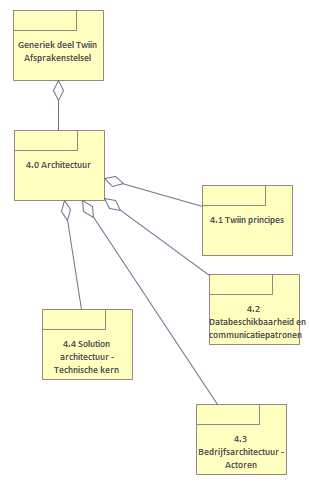 Generiek deel Twiin
Afsprakenstelsel
4.0 Architectuur
4.1 Twiin principes
4.2
Databeschikbaarheid en
communicatiepatronen
4.4 Solution
architectuur -
Technische kern
4.3
Bedrijfsarchitectuur -
Actoren